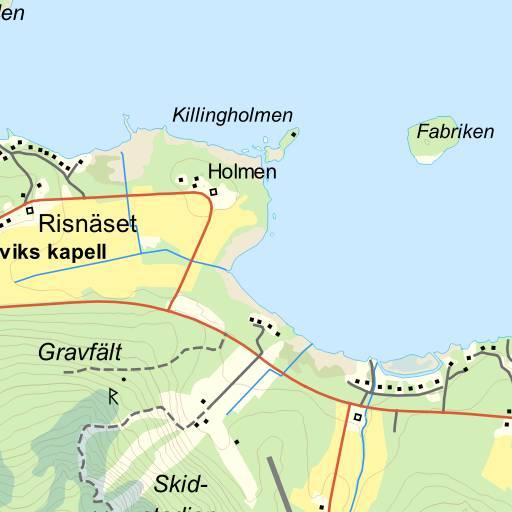 Killingholmen
Fabriken
Holmen
Risnäset
viks kapell
Gravfält
Skid-